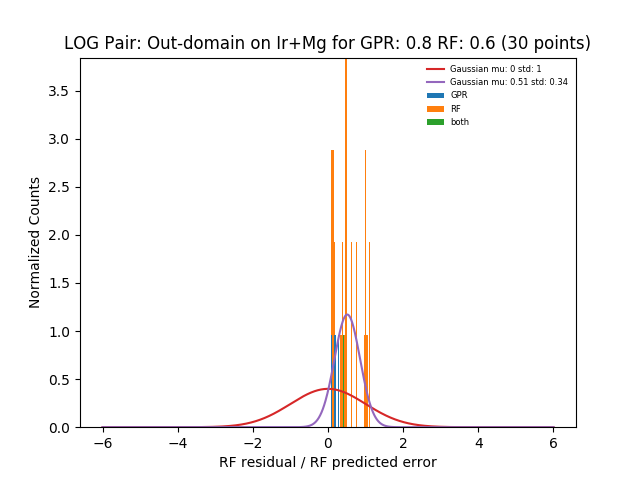 LOG Pair: Out-domain on Ir+Mg for GPR: 0.8 RF: 0.6 (30 points)
Gaussian mu: 0 std: 1
Gaussian mu: 0.51 std: 0.34
GPR
RF
both
3.5
3.0
2.5
2.0
1.5
1.0
0.5
0.0
Normalized Counts
−6
−4
−2
0
2
4
6
RF residual / RF predicted error